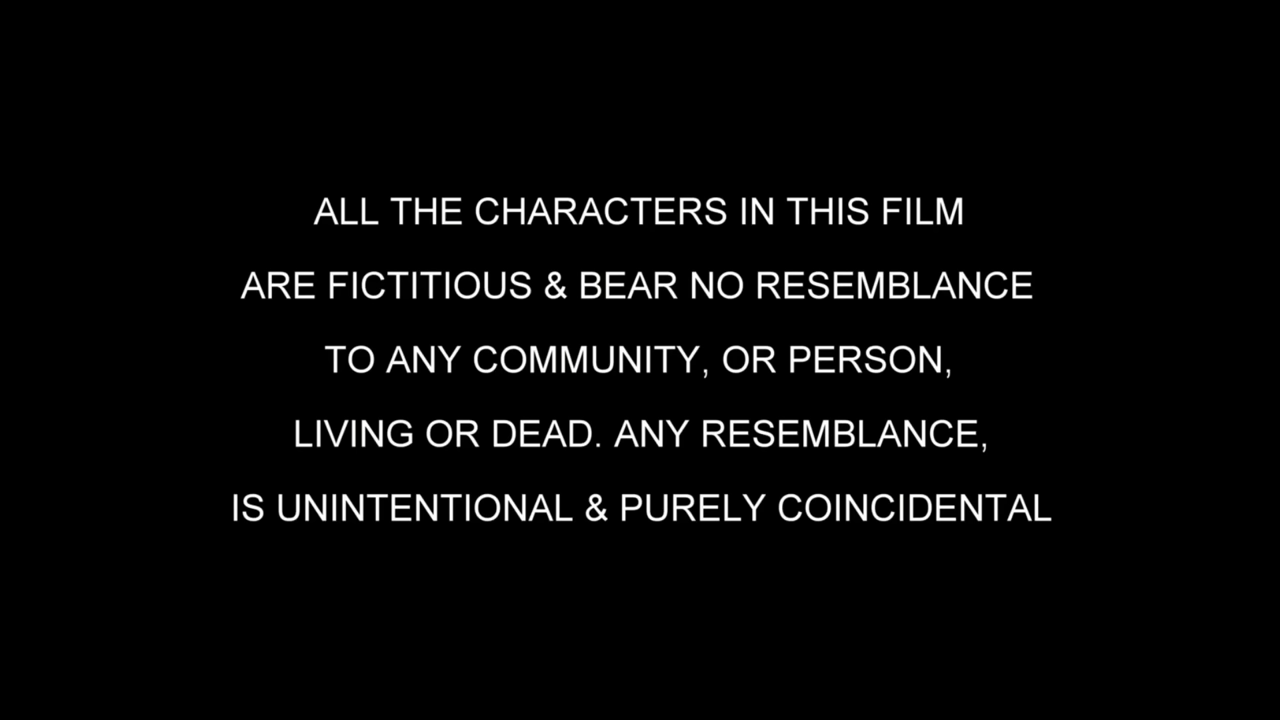 ALL THE CHARACTERS IN THIS FILM
ARE FICTITIOUS & BEAR NO RESEMBLANCE
TO ANY COMMUNITY, OR PERSON,
LIVING OR DEAD. ANY RESEMBLANCE,
IS UNINTENTIONAL & PURELY COINCIDENTAL